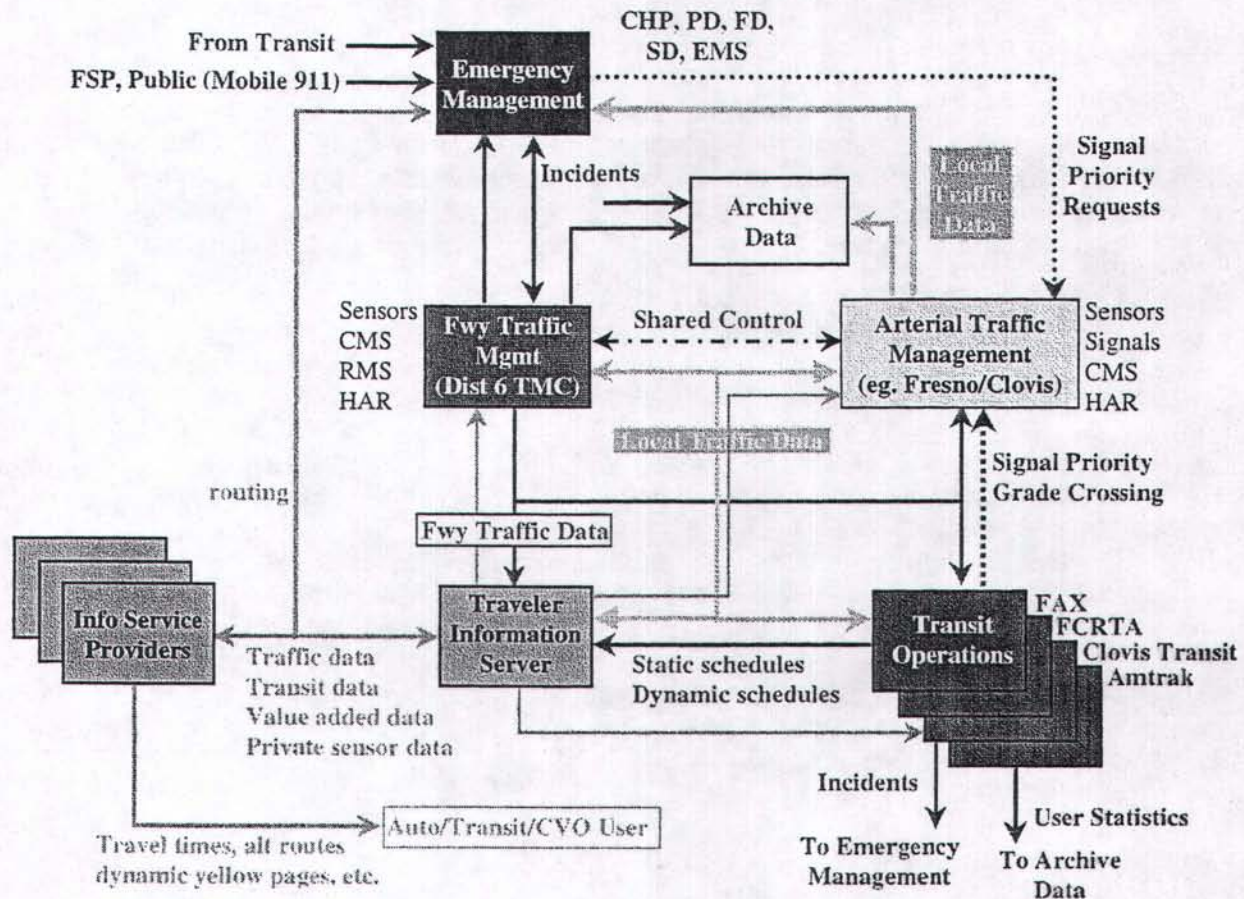 CHP, PD, FD,
SD, EMS
From Transit
FSP, Public (Mobile 911)
Emergency
Management
Incidents
Archive
Data
Local
Traffic
Data
Signal
Priority
Requests
Sensors
CMS
RMS
HAR
Fwy Traffic
Mgmt
(Dist 6 TMC)
Shared Control
Arterial Traffic
Management
(eg. Fresno/Clovis)
Sensors
Signals
CMS
HAR
Local Traffic Data
Signal Priority
Grade Crossing
routing
Fwy Traffic Data
Info Service
Providers
Traveler
Information
Server
Transit
Operations
FAX
FCRTA
Clovis Transit
Amtrak
Traffic data
Transit data
Value added data
Private sensor data
Static schedules
Dynamic schedules
Incidents
User Statistics
Auto/Transit/CVO User
Travel times, alt routes
dynamic yellow pages, etc.
To Emergency
Management
To Archive
Data